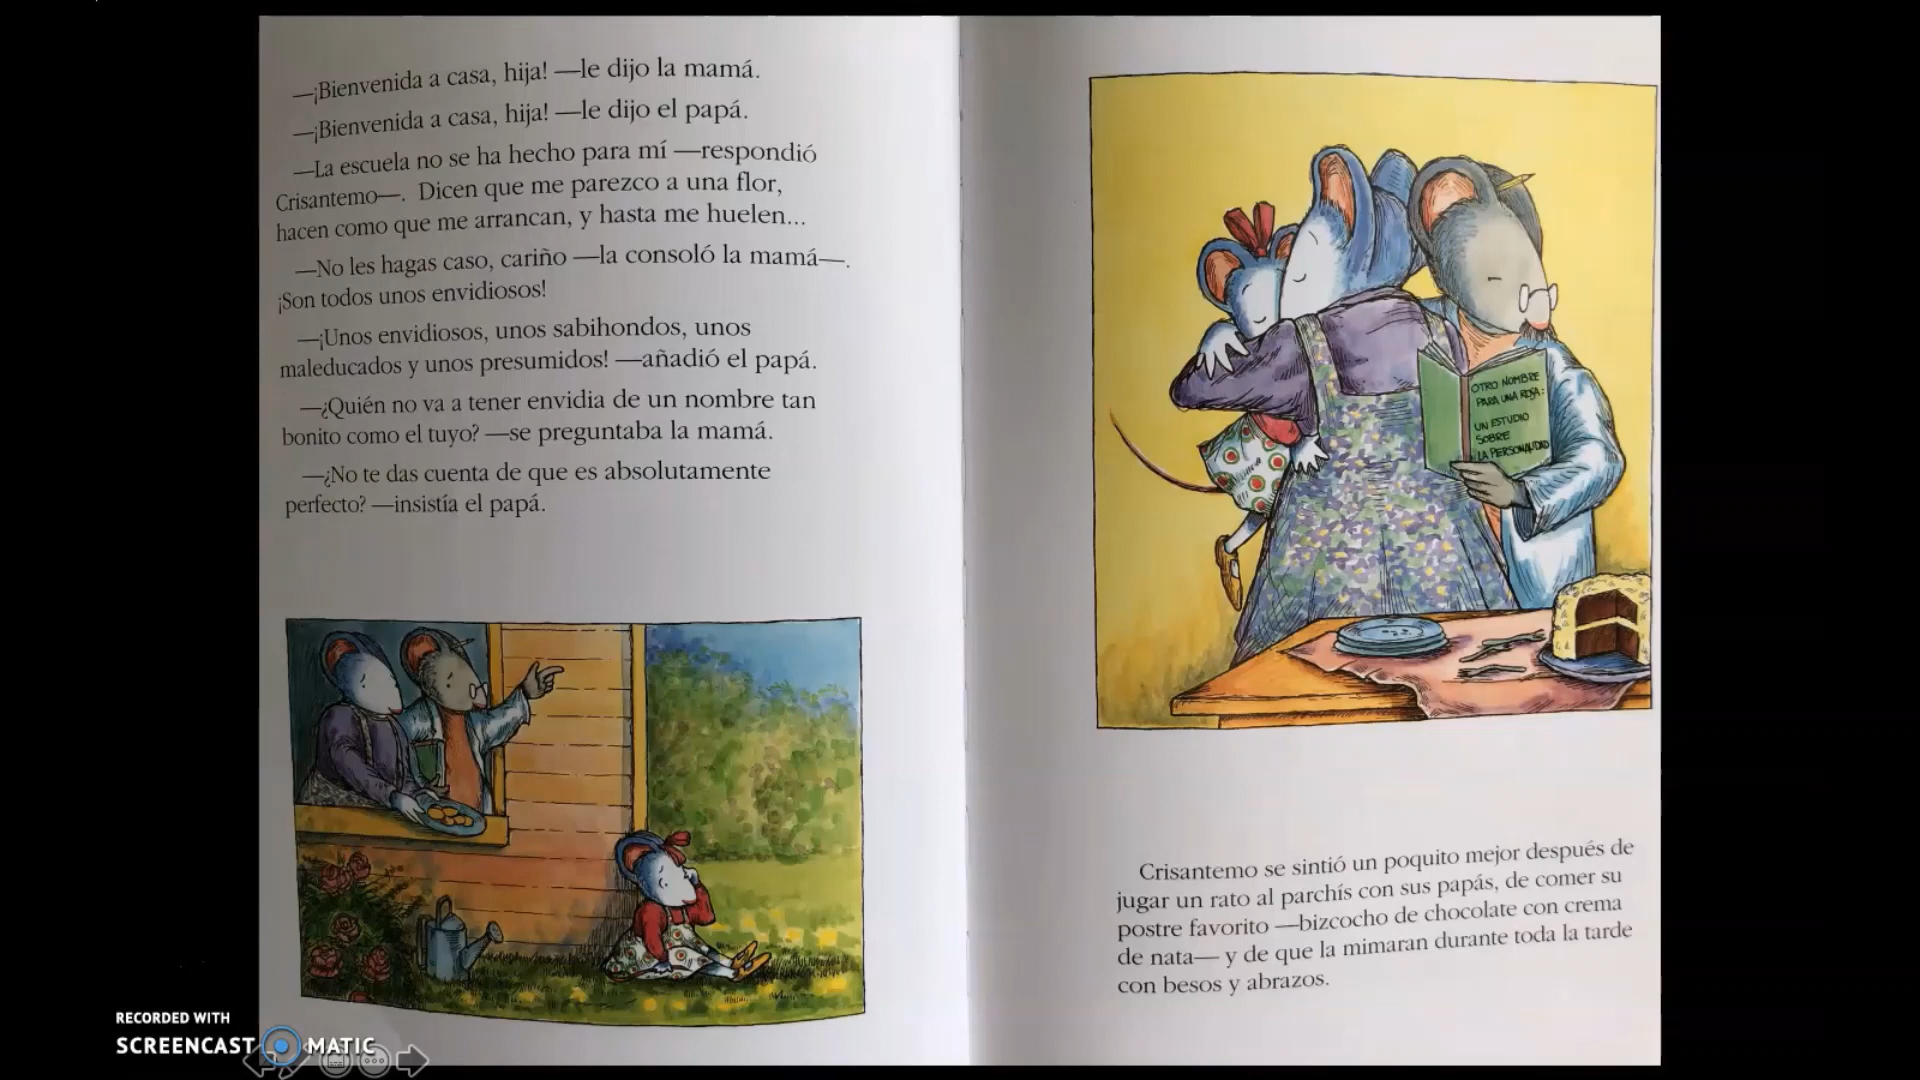 —¡Bienvenida a casa, hija! —le dijo la mamá.
—¡Bienvenida a casa, hija! —le dijo el papá.
—La escuela no se ha hecho para mí —respondió
Crisantemo—. Dicen que me parezco a una flor,
hacen como que me arrancan, y hasta me huelen...
—No les hagas caso, cariño —la consoló la mamá—.
¡Son todos unos envidiosos!
—¡Unos envidiosos, unos sabihondos, unos
maleducados y unos presumidos! —añadió el papá.
—¿Quién no va a tener envidia de un nombre tan
bonito como el tuyo? —se preguntaba la mamá.
—¿No te das cuenta de que es absolutamente
perfecto? —insistía el papá.
OTRO NOMBRE
PARA UNA ROSA:
UN ESTUDIO
SOBRE
LA PERSONALIDAD
Crisantemo se sintió un poquito mejor después de
jugar un rato al parchís con sus papás, de comer su
postre favorito —bizcocho de chocolate con crema
de nata— y de que la mimaran durante toda la tarde
con besos y abrazos.
RECORDED WITH
SCREENCAST MATIC